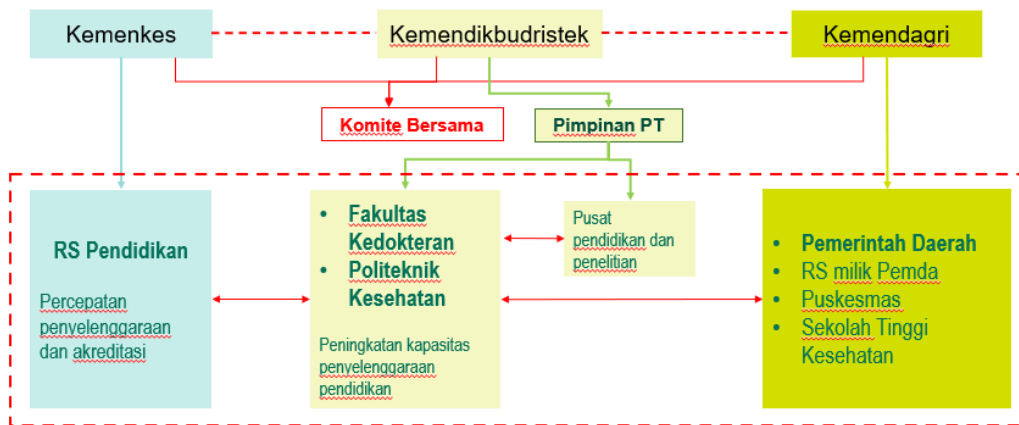 Kemenkes
Kemendikbudristek
Kemendagri
Komite Bersama
Pimpinan PT
RS Pendidikan
Percepatan
penyelenggaraan
dan akreditasi
• Fakultas
Kedokteran
• Politeknik
Kesehatan
Peningkatan kapasitas
penyelenggaraan
pendidikan
Pusat
pendidikan dan
penelitian
• Pemerintah Daerah
• RS milik Pemda
• Puskesmas
• Sekolah Tinggi
Kesehatan